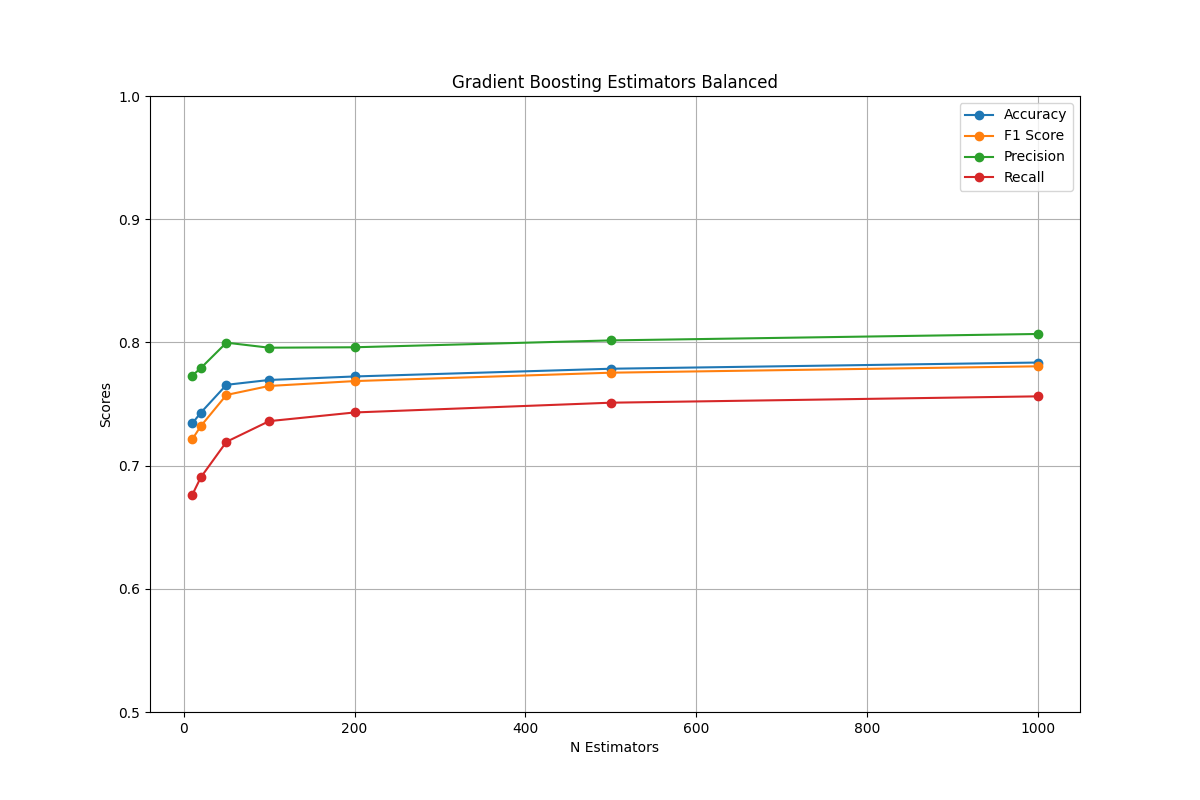 Gradient Boosting Estimators Balanced
Accuracy
F1 Score
Precision
Recall
Scores
1.0
0.9
0.8
0.7
0.6
0.5
0
200
400
600
800
1000
N Estimators